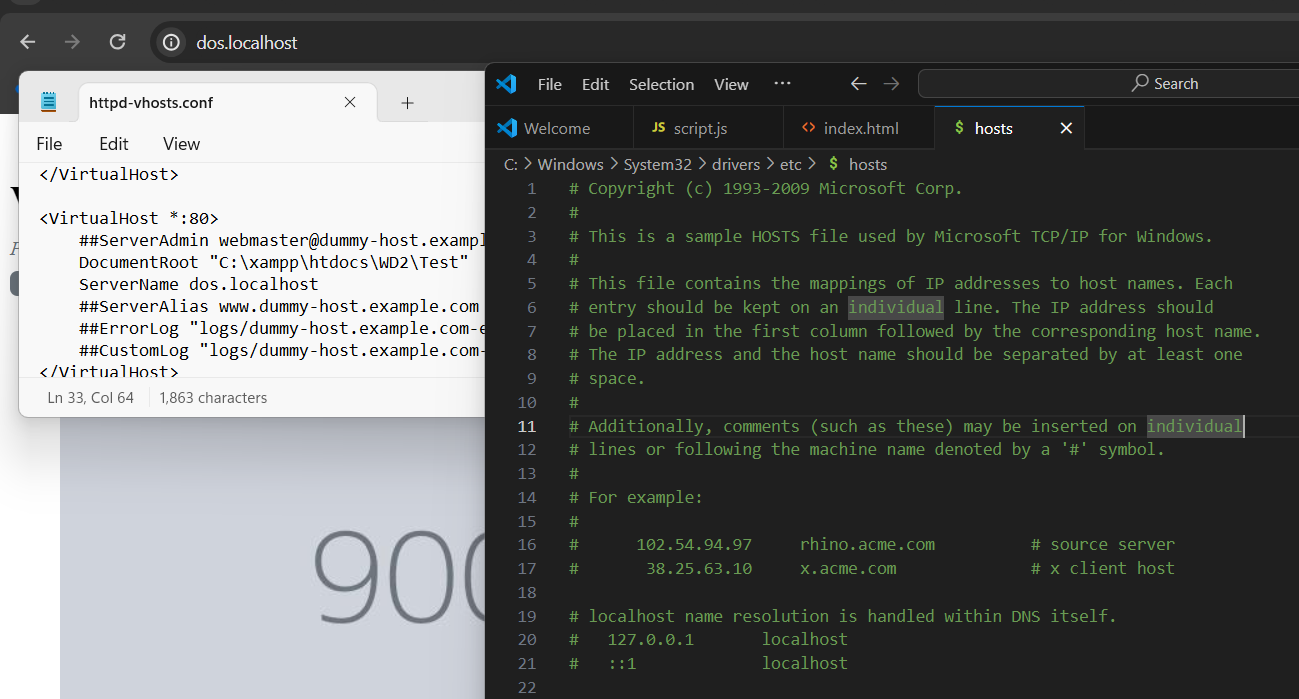 dos.localhost
httpd-vhosts.conf
File Edit View
</VirtualHost>
<VirtualHost *:80>
##ServerAdmin webmaster@dummy-host.exampl
DocumentRoot "C:\xampp\htdocs\WD2\Test"
ServerName dos.localhost
##ServerAlias www.dummy-host.example.com
##ErrorLog "logs/dummy-host.example.com-e
##CustomLog "logs/dummy-host.example.com-
</VirtualHost>
Ln 33, Col 64 1,863 characters
900
File Edit Selection View ··· Search
Welcome JS script.js <> index.html $ hosts
C: > Windows > System32 > drivers > etc > $ hosts
1 # Copyright (c) 1993-2009 Microsoft Corp.
2 #
3 # This is a sample HOSTS file used by Microsoft TCP/IP for Windows.
4 #
5 # This file contains the mappings of IP addresses to host names. Each
6 # entry should be kept on an individual line. The IP address should
7 # be placed in the first column followed by the corresponding host name.
8 # The IP address and the host name should be separated by at least one
9 # space.
10 #
11 # Additionally, comments (such as these) may be inserted on individual
12 # lines or following the machine name denoted by a '#' symbol.
13 #
14 # For example:
15 #
16 # 102.54.94.97 rhino.acme.com # source server
17 # 38.25.63.10 x.acme.com # x client host
18
19 # localhost name resolution is handled within DNS itself.
20 # 127.0.0.1 localhost
21 # ::1 localhost
22